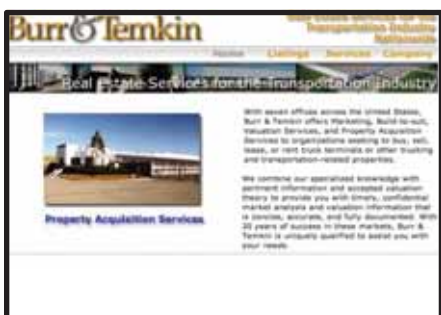 Burr & Temkin
Real Estate Services for the
Transportation Industry
Nationwide
Home Listings Services Company
Real Estate Services for the Transportation Industry
With seven offices across the United States,
Burr & Temkin offers Marketing, Build-to-suit,
Valuation Services, and Property Acquisition
Services to organizations seeking to buy, sell,
lease, or rent truck terminals or other trucking
and transportation-related properties.
We combine our specialized knowledge with
pertinent information and accepted valuation
theory to provide you with timely, confidential
market analysis and valuation information that
is concise, accurate, and fully documented. With
20 years of success in these markets, Burr &
Temkin is uniquely qualified to assist you with
your needs.
Property Acquisition Services